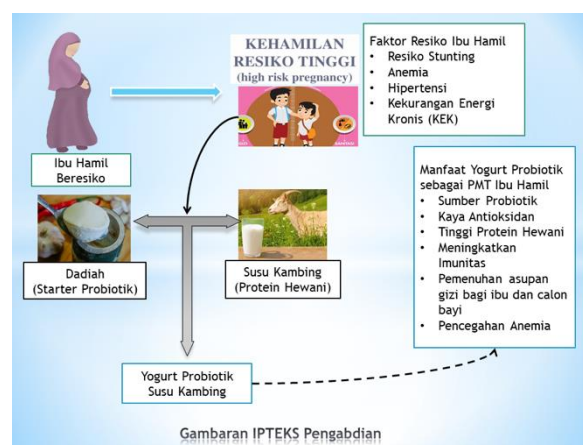 KEHAMILAN
RESIKO TINGGI
(high risk pregnancy)
Faktor Resiko Ibu Hamil
• Resiko Stunting
• Anemia
• Hipertensi
• Kekurangan Energi
Kronis (KEK)
Ibu Hamil
Beresiko
Manfaat Yogurt Probiotik
sebagai PMT Ibu Hamil
• Sumber Probiotik
• Kaya Antioksidan
• Tinggi Protein Hewani
• Meningkatkan
Imunitas
• Pemenuhan asupan
gizi bagi ibu dan calon
bayi
• Pencegahan Anemia
Dadiah
(Starter Probiotik)
Susu Kambing
(Protein Hewani)
Yogurt Probiotik
Susu Kambing
Gambaran IPTEKS Pengabdian